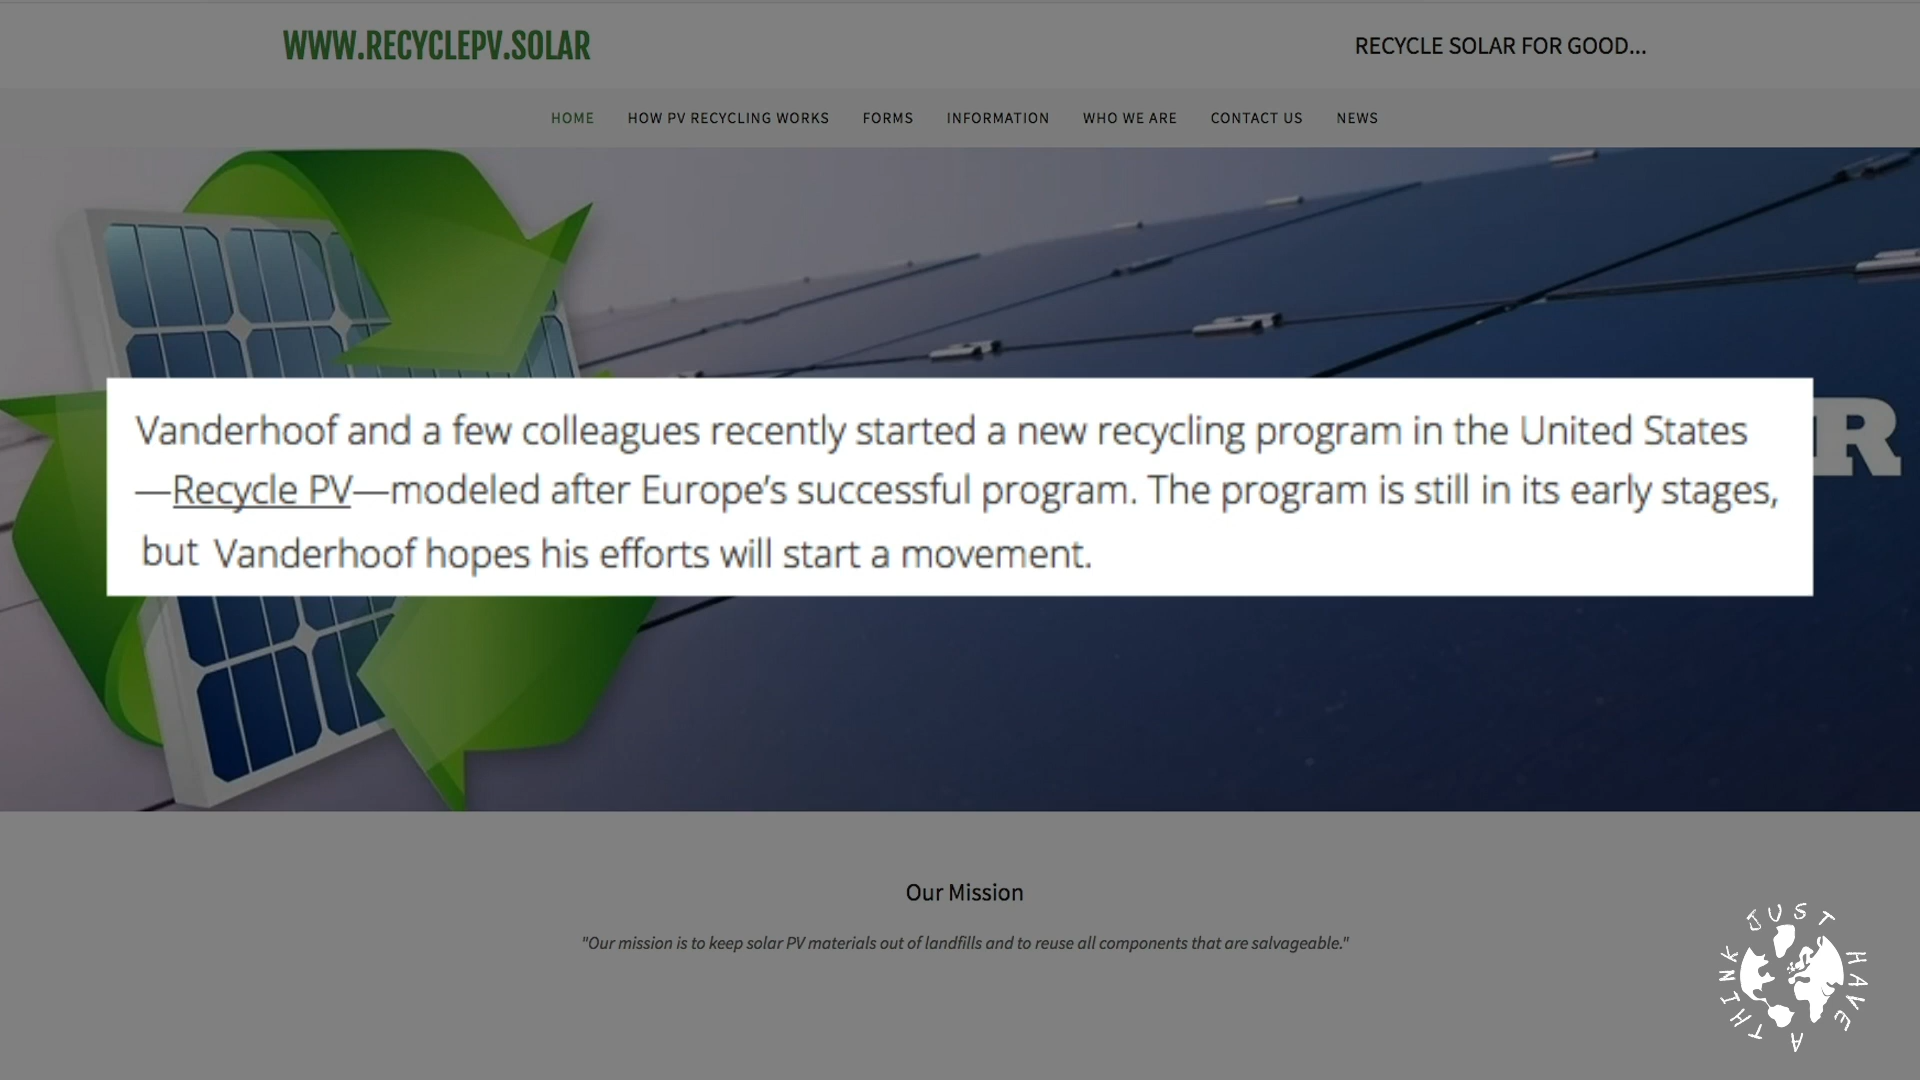 WWW.RECYCLEPV.SOLAR
RECYCLE SOLAR FOR GOOD...
HOME HOW PV RECYCLING WORKS FORMS INFORMATION WHO WE ARE CONTACT US NEWS
Vanderhoof and a few colleagues recently started a new recycling program in the United States
—Recycle PV—modeled after Europe's successful program. The program is still in its early stages,
but Vanderhoof hopes his efforts will start a movement.
R
Our Mission
"Our mission is to keep solar PV materials out of landfills and to reuse all components that are salvageable."
JUST HAVE A THINK